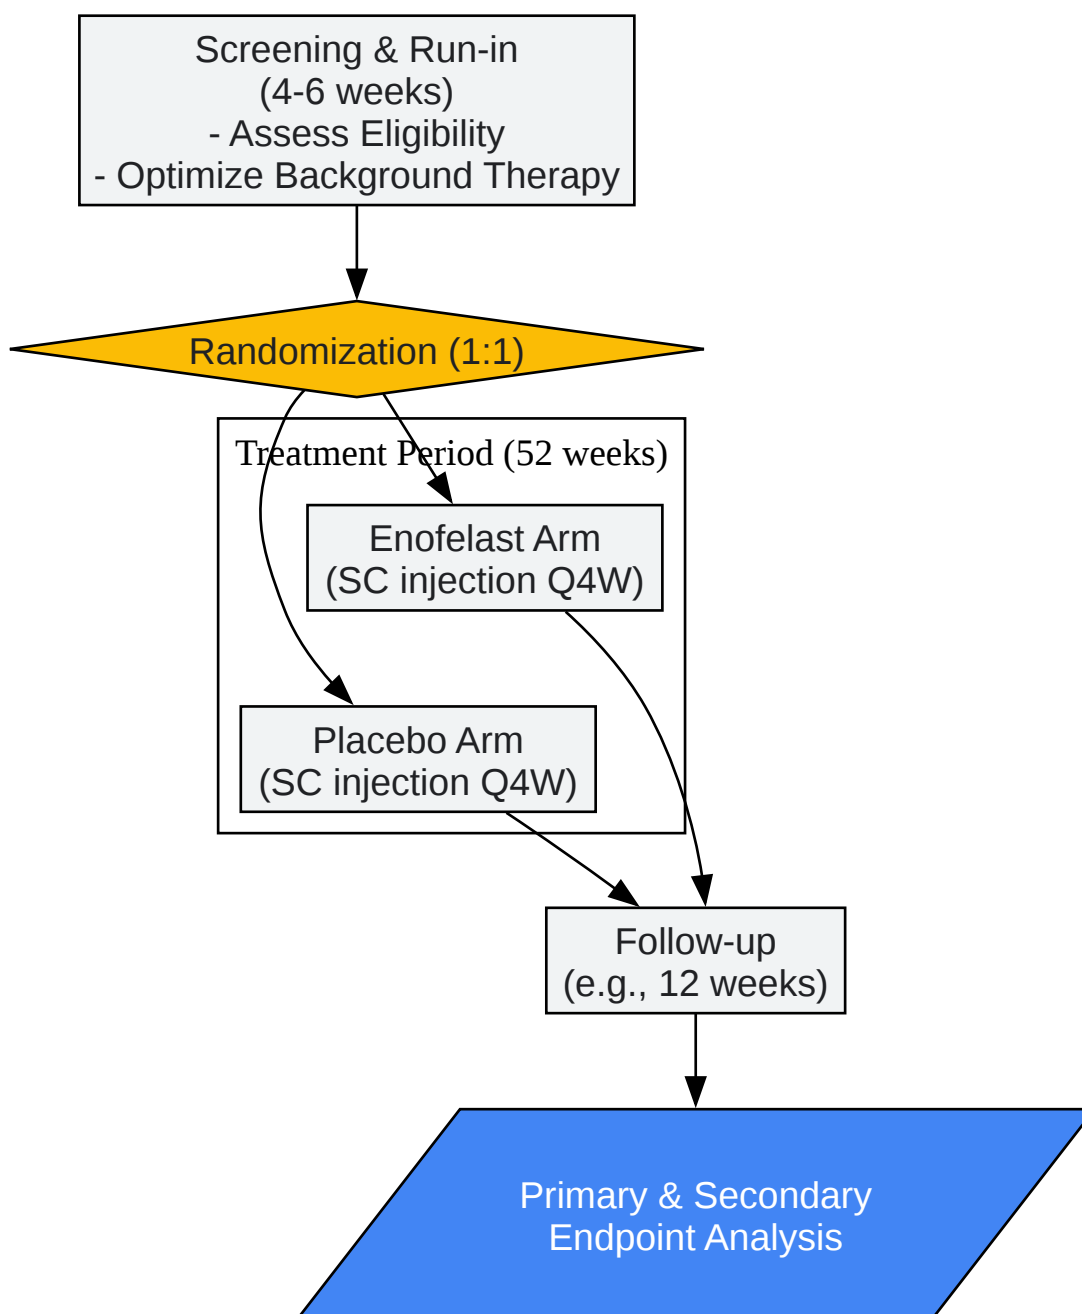 Screening & Run-in
(4-6 weeks)
- Assess Eligibility
- Optimize Background Therapy
Randomization (1:1)
Treatment Period (52 weeks)
Enofelast Arm
(SC injection Q4W)
Placebo Arm
(SC injection Q4W)
Follow-up
(e.g., 12 weeks)
Primary & Secondary
Endpoint Analysis